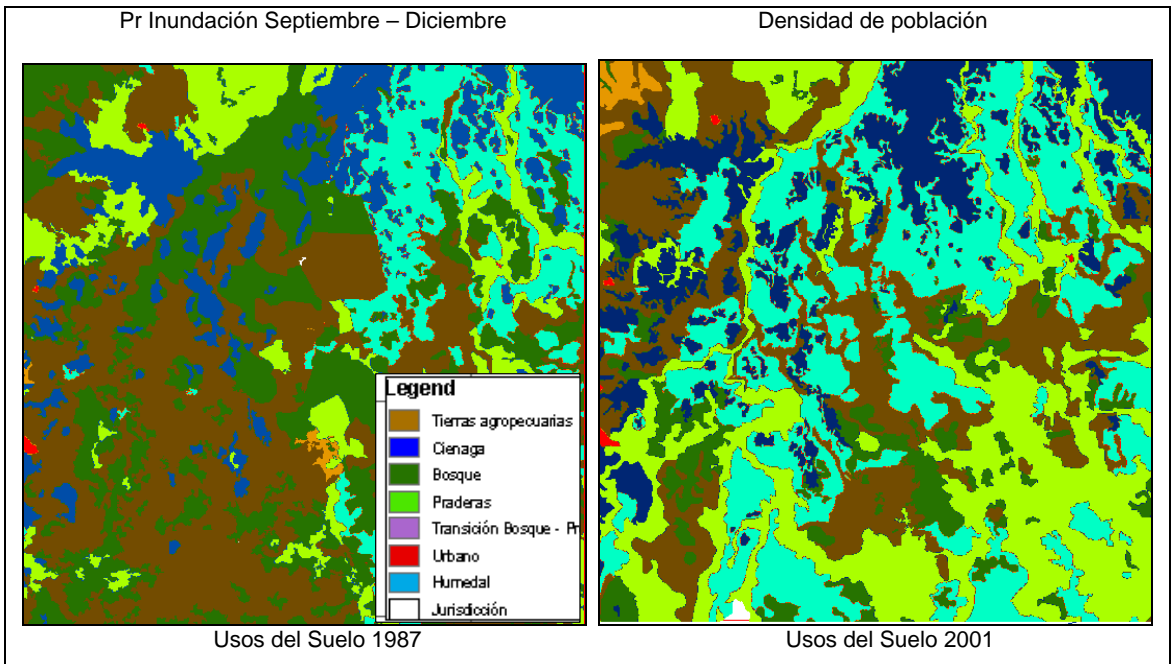 Pr Inundación Septiembre – Diciembre
Densidad de población
Legend
Tierras agropecuarias
Cienaga
Bosque
Praderas
Transición Bosque - Pr
Urbano
Humedal
Jurisdicción
Usos del Suelo 1987
Usos del Suelo 2001